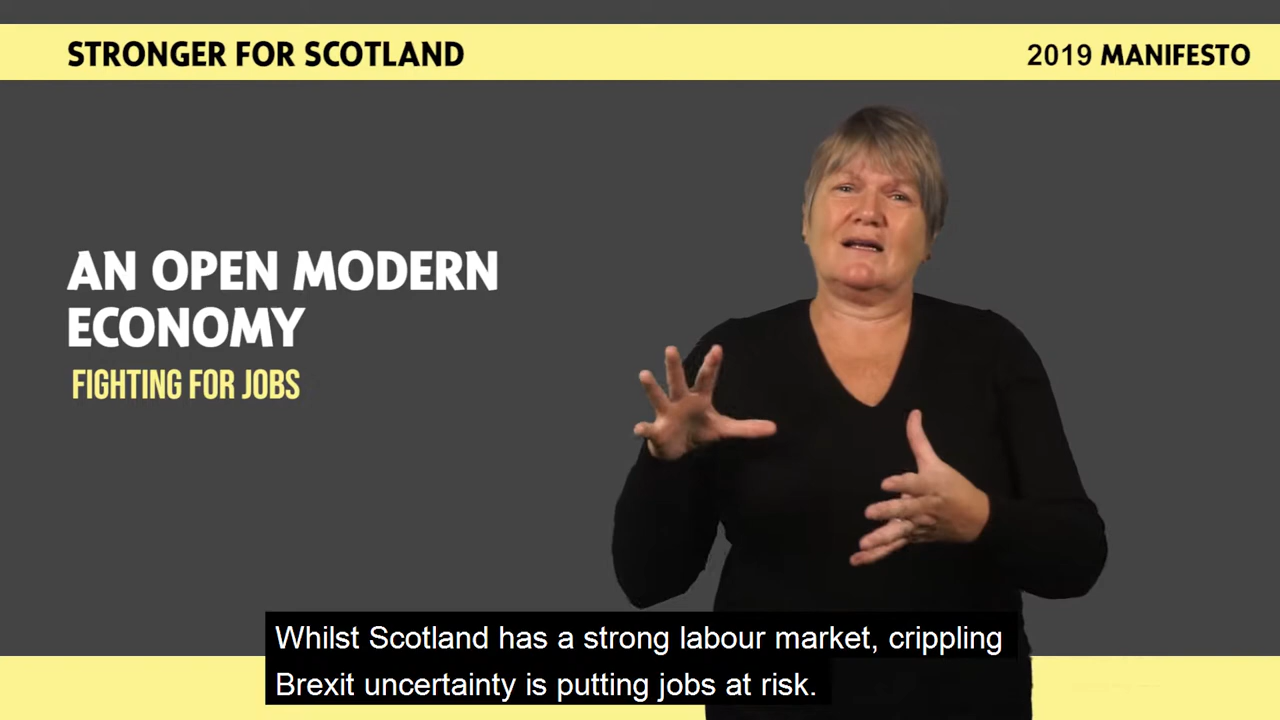 STRONGER FOR SCOTLAND
2019 MANIFESTO
AN OPEN MODERN
ECONOMY
FIGHTING FOR JOBS
Whilst Scotland has a strong labour market, crippling
Brexit uncertainty is putting jobs at risk.